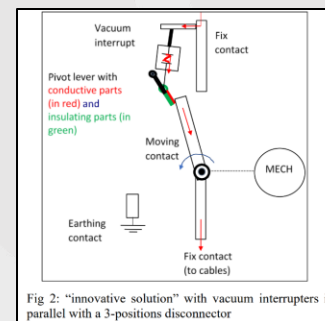 Vacuum
interrupt
Fix
contact
Pivot lever with
conductive parts
(in red) and
insulating parts (in
green)
Moving
contact
MECH
Earthing
contact
Fix contact
(to cables)
Fig 2: “innovative solution” with vacuum interrupters i
parallel with a 3-positions disconnector